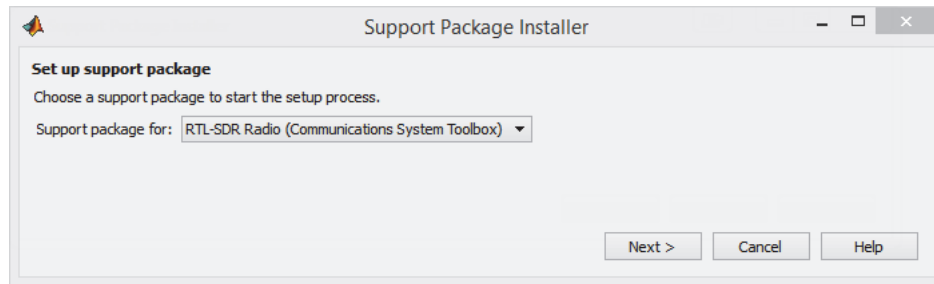 Support Package Installer
Set up support package
Choose a support package to start the setup process.
Support package for: RTL-SDR Radio (Communications System Toolbox)
Next > Cancel Help